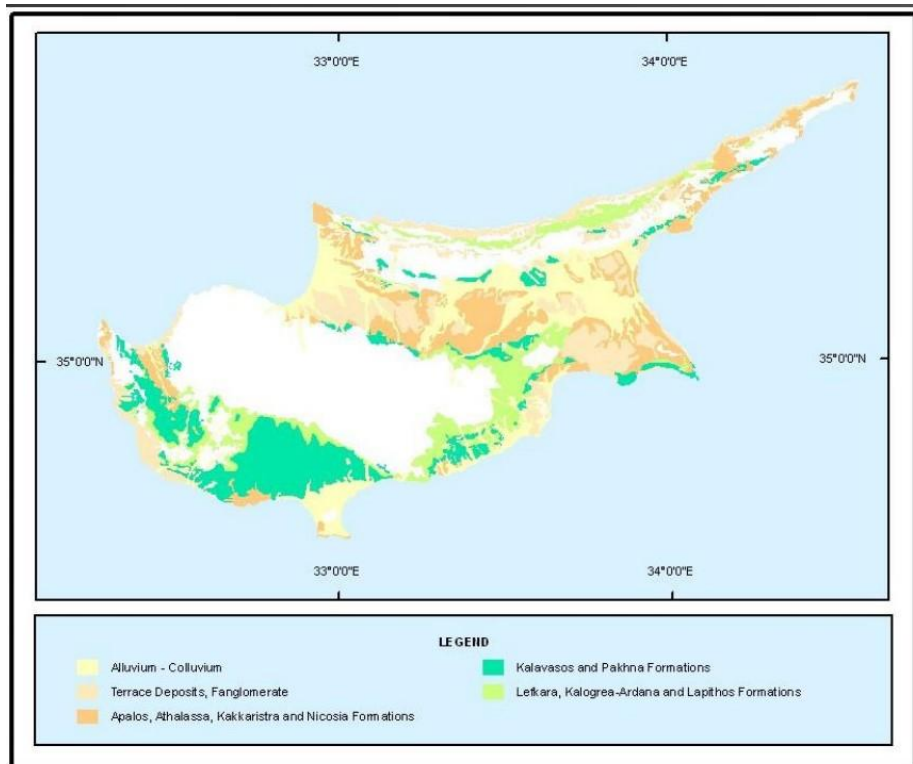 33°0'0"E 34°0'0"E
35°0'0"N 35°0'0"N
33°0'0"E 34°0'0"E
LEGEND
Alluvium - Colluvium
Terrace Deposits, Fanglomerate
Apalos, Athalassa, Kakkaristra and Nicosia Formations
Kalavasos and Pakhna Formations
Lefkara, Kalogrea-Ardana and Lapithos Formations